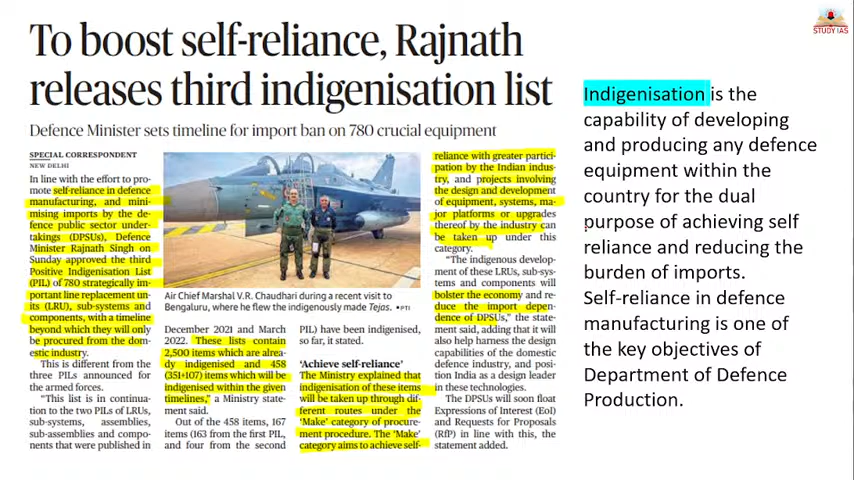 To boost self-reliance, Rajnath
releases third indigenisation list
Defence Minister sets timeline for import ban on 780 crucial equipment
SPECIAL CORRESPONDENT
NEW DELHI
In line with the effort to pro-
mote self-reliance in defence
manufacturing, and mini-
mising imports by the de-
fence public sector under-
takings (DPSUs), Defence
Minister Rajnath Singh on
Sunday approved the third
Positive Indigenisation List
(PIL) of 780 strategically im-
portant line replacement un-
its (LRU), sub-systems and
components, with a timeline
beyond which they will only
be procured from the dom-
estic industry.
This is different from the
three PILs announced for
the armed forces.
"This list is in continua-
tion to the two PILs of LRUs,
sub-systems, assemblies,
sub-assemblies and compo-
nents that were published in
Air Chief Marshal V.R. Chaudhari during a recent visit to
Bengaluru, where he flew the indigenously made Tejas. •PTI
December 2021 and March
2022. These lists contain
2,500 items which are alrea-
dy indigenised and 458
(351+107) items which will be
indigenised within the given
timelines," a Ministry state-
ment said.
Out of the 458 items, 167
items (163 from the first PIL,
and four from the second
PIL) have been indigenised,
so far, it stated.
'Achieve self-reliance'
The Ministry explained that
indigenisation of these items
will be taken up through dif-
ferent routes under the
'Make' category of procure-
ment procedure. The 'Make'
category aims to achieve self-
reliance with greater partici-
pation by the Indian indus-
try, and projects involving
the design and development
of equipment, systems, ma-
jor platforms or upgrades
thereof by the industry can
be taken up under this
category.
"The indigenous develop-
ment of these LRUs, sub-sys-
tems and components will
bolster the economy and re-
duce the import depen-
dence of DPSUs," the state-
ment said, adding that it will
also help harness the design
capabilities of the domestic
defence industry, and posi-
tion India as a design leader
in these technologies.
The DPSUs will soon float
Expressions of Interest (EoI)
and Requests for Proposals
(RfP) in line with this, the
statement added.
STUDY IAS
Indigenisation is the
capability of developing
and producing any defence
equipment within the
country for the dual
purpose of achieving self
reliance and reducing the
burden of imports.
Self-reliance in defence
manufacturing is one of
the key objectives of
Department of Defence
Production.